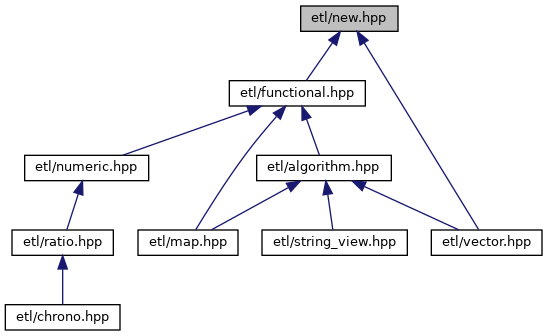 etl/new.hpp
etl/functional.hpp
etl/numeric.hpp
etl/algorithm.hpp
etl/ratio.hpp
etl/map.hpp
etl/string_view.hpp
etl/vector.hpp
etl/chrono.hpp